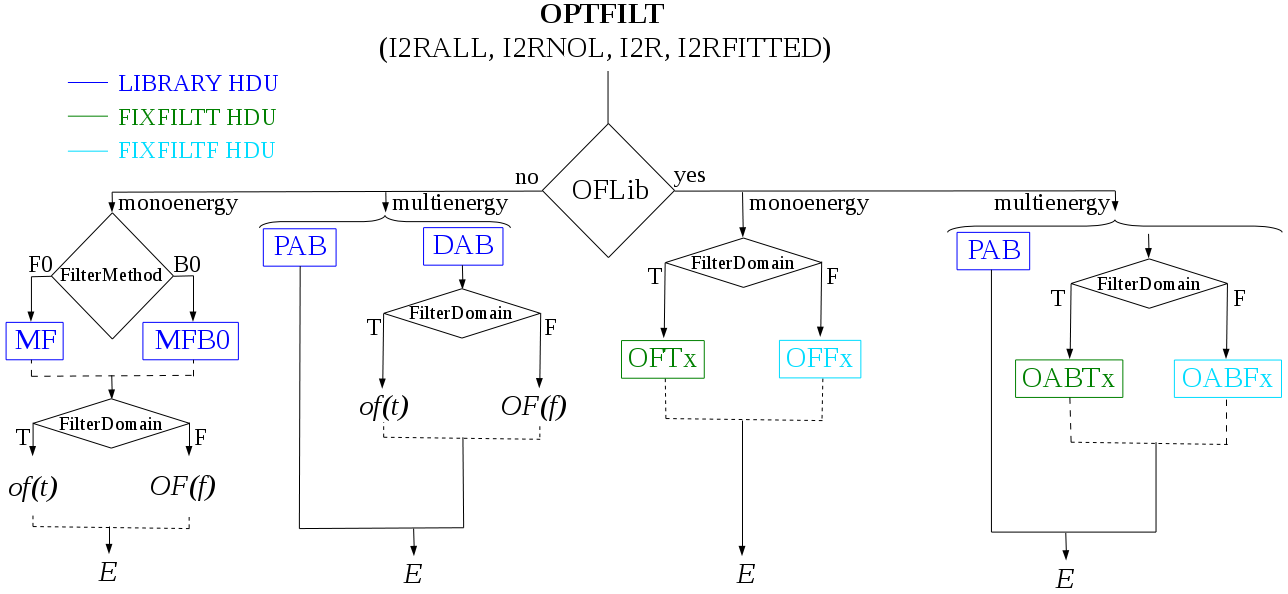 OPTFILT
(I2RALL, I2RNOL, I2R, I2RFITTED)
LIBRARY HDU
FIXFILTT HDU
FIXFILTF HDU
OFLib
no
yes
monoenergy
multienergy
monoenergy
multienergy
FilterMethod
F0
B0
MF
MFB0
FilterDomain
T
F
of(t)
OF(f)
E
PAB
DAB
FilterDomain
T
F
of(t)
OF(f)
E
FilterDomain
T
F
OFTx
OFFx
E
PAB
FilterDomain
T
F
OABTx
OABFx
E